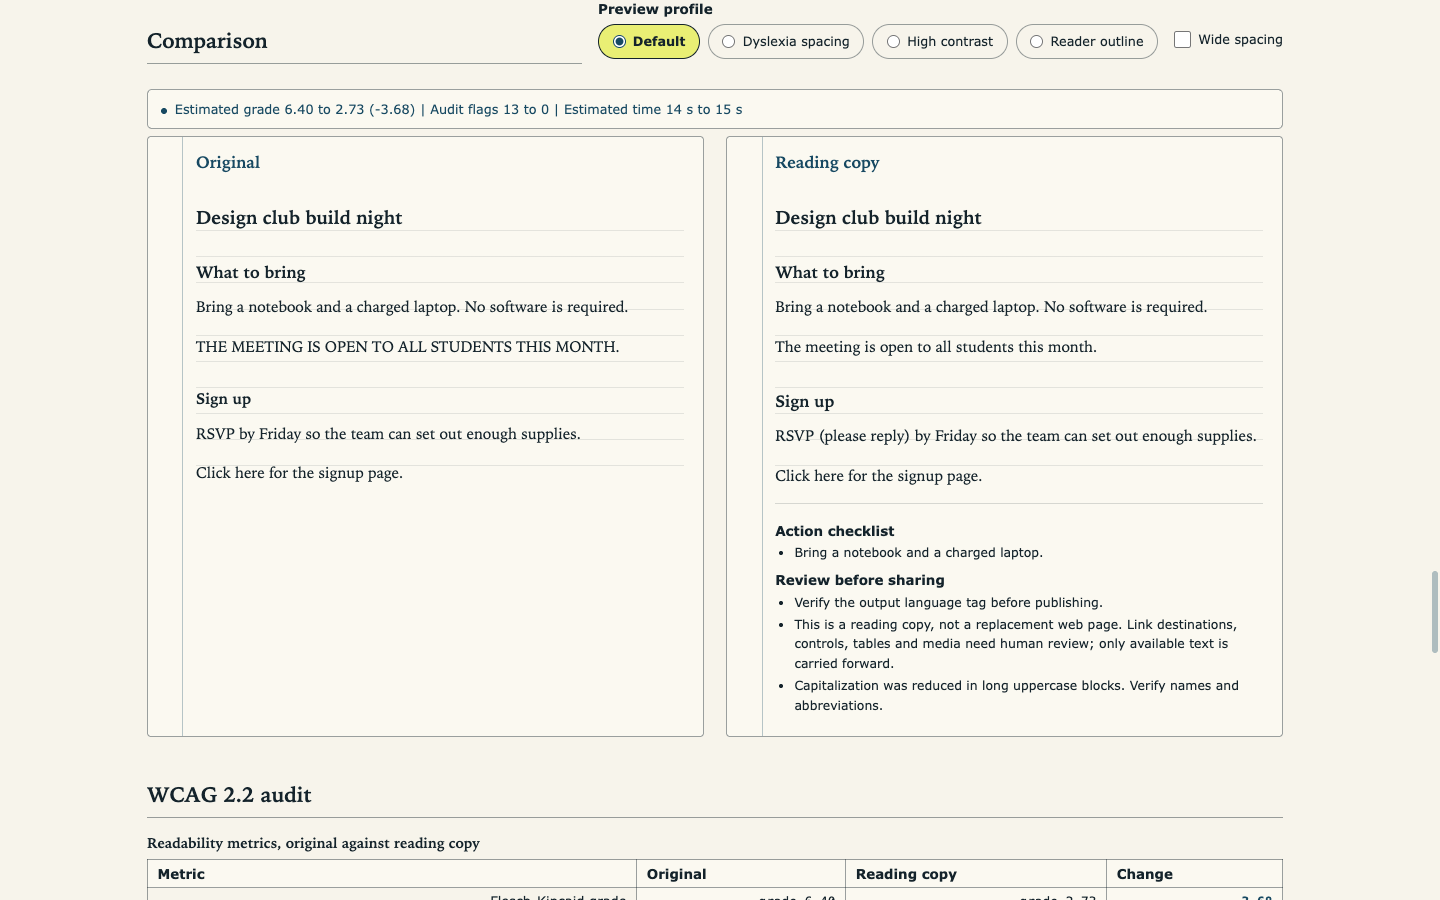 Preview profile
Comparison
Default
Dyslexia spacing
High contrast
Reader outline
Wide spacing
Estimated grade 6.40 to 2.73 (-3.68) | Audit flags 13 to 0 | Estimated time 14 s to 15 s
Original
Design club build night
What to bring
Bring a notebook and a charged laptop. No software is required.
THE MEETING IS OPEN TO ALL STUDENTS THIS MONTH.
Sign up
RSVP by Friday so the team can set out enough supplies.
Click here for the signup page.
Reading copy
Design club build night
What to bring
Bring a notebook and a charged laptop. No software is required.
The meeting is open to all students this month.
Sign up
RSVP (please reply) by Friday so the team can set out enough supplies.
Click here for the signup page.
Action checklist
• Bring a notebook and a charged laptop.
Review before sharing
• Verify the output language tag before publishing.
• This is a reading copy, not a replacement web page. Link destinations,
controls, tables and media need human review; only available text is
carried forward.
• Capitalization was reduced in long uppercase blocks. Verify names and
abbreviations.
WCAG 2.2 audit
Readability metrics, original against reading copy
Metric Original Reading copy Change